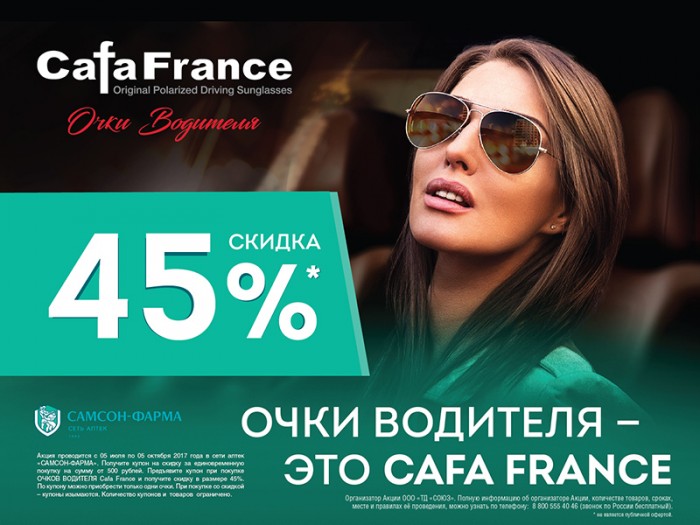 Cafa France
Original Polarized Driving Sunglasses
Очки Водителя
45%*
СКИДКА
САМСОН-ФАРМА
СЕТЬ АПТЕК
ОЧКИ ВОДИТЕЛЯ –
ЭТО CAFA FRANCE
Акция проводится с 05 июля по 05 октября 2017 года в сети аптек
«САМСОН-ФАРМА». Получите купон на скидку за единовременную
покупку на сумму от 500 рублей. Предъявите купон при покупке
ОЧКОВ ВОДИТЕЛЯ Cafa France и получите скидку в размере 45%.
По купону можно приобрести только одни очки. При покупке со скидкой
– купоны изымаются. Количество купонов и товаров ограничено.
Организатор Акции ООО «ТД «СОЮЗ». Полную информацию об организаторе Акции, количестве товаров, сроках,
месте и правилах её проведения, можно узнать по телефону: 8 800 555 40 46 (звонок по России бесплатный).
* не является публичной офертой.